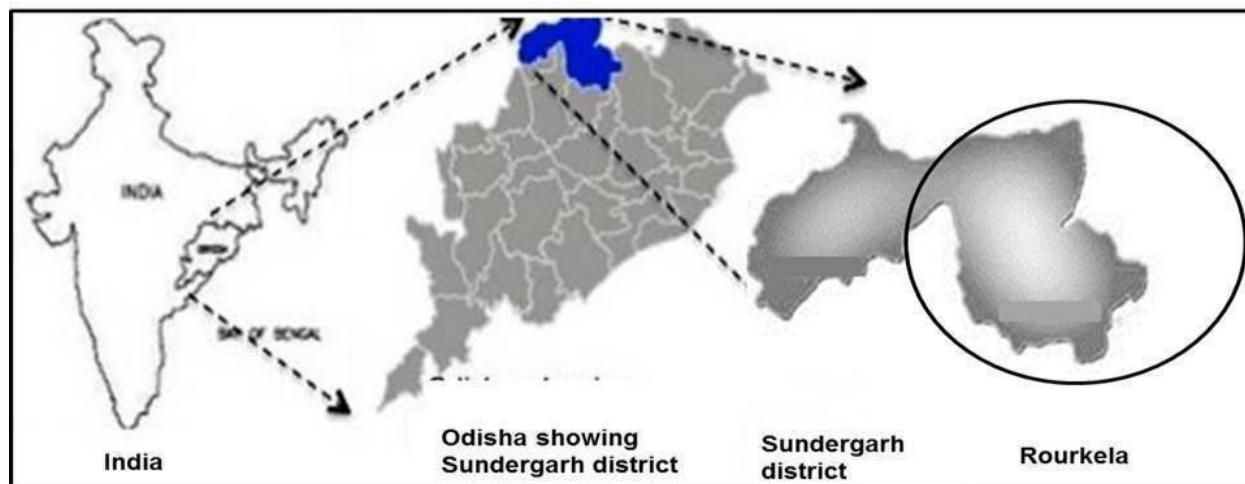 INDIA
BAY OF BENGAL
India
Odisha showing
Sundergarh district
Sundergarh
district
Rourkela